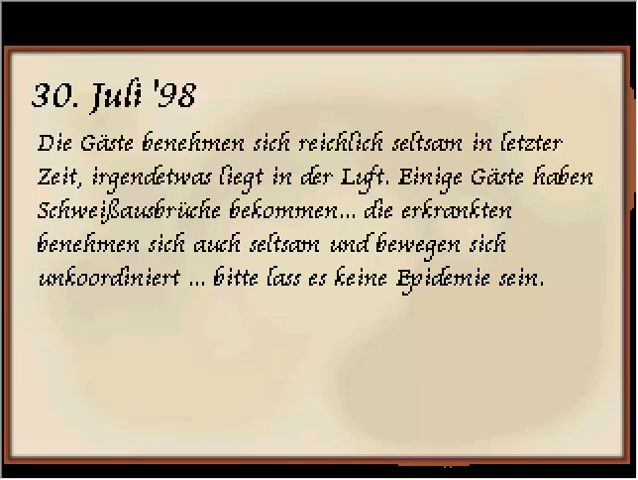 30. Juli '98
Die Gäste benehmen sich reichlich seltsam in letzter
Zeit, irgendetwas liegt in der Luft. Einige Gäste haben
Schweißausbrüche bekommen... die erkrankten
benehmen sich auch seltsam und bewegen sich
unkoordiniert ... bitte lass es keine Epidemie sein.